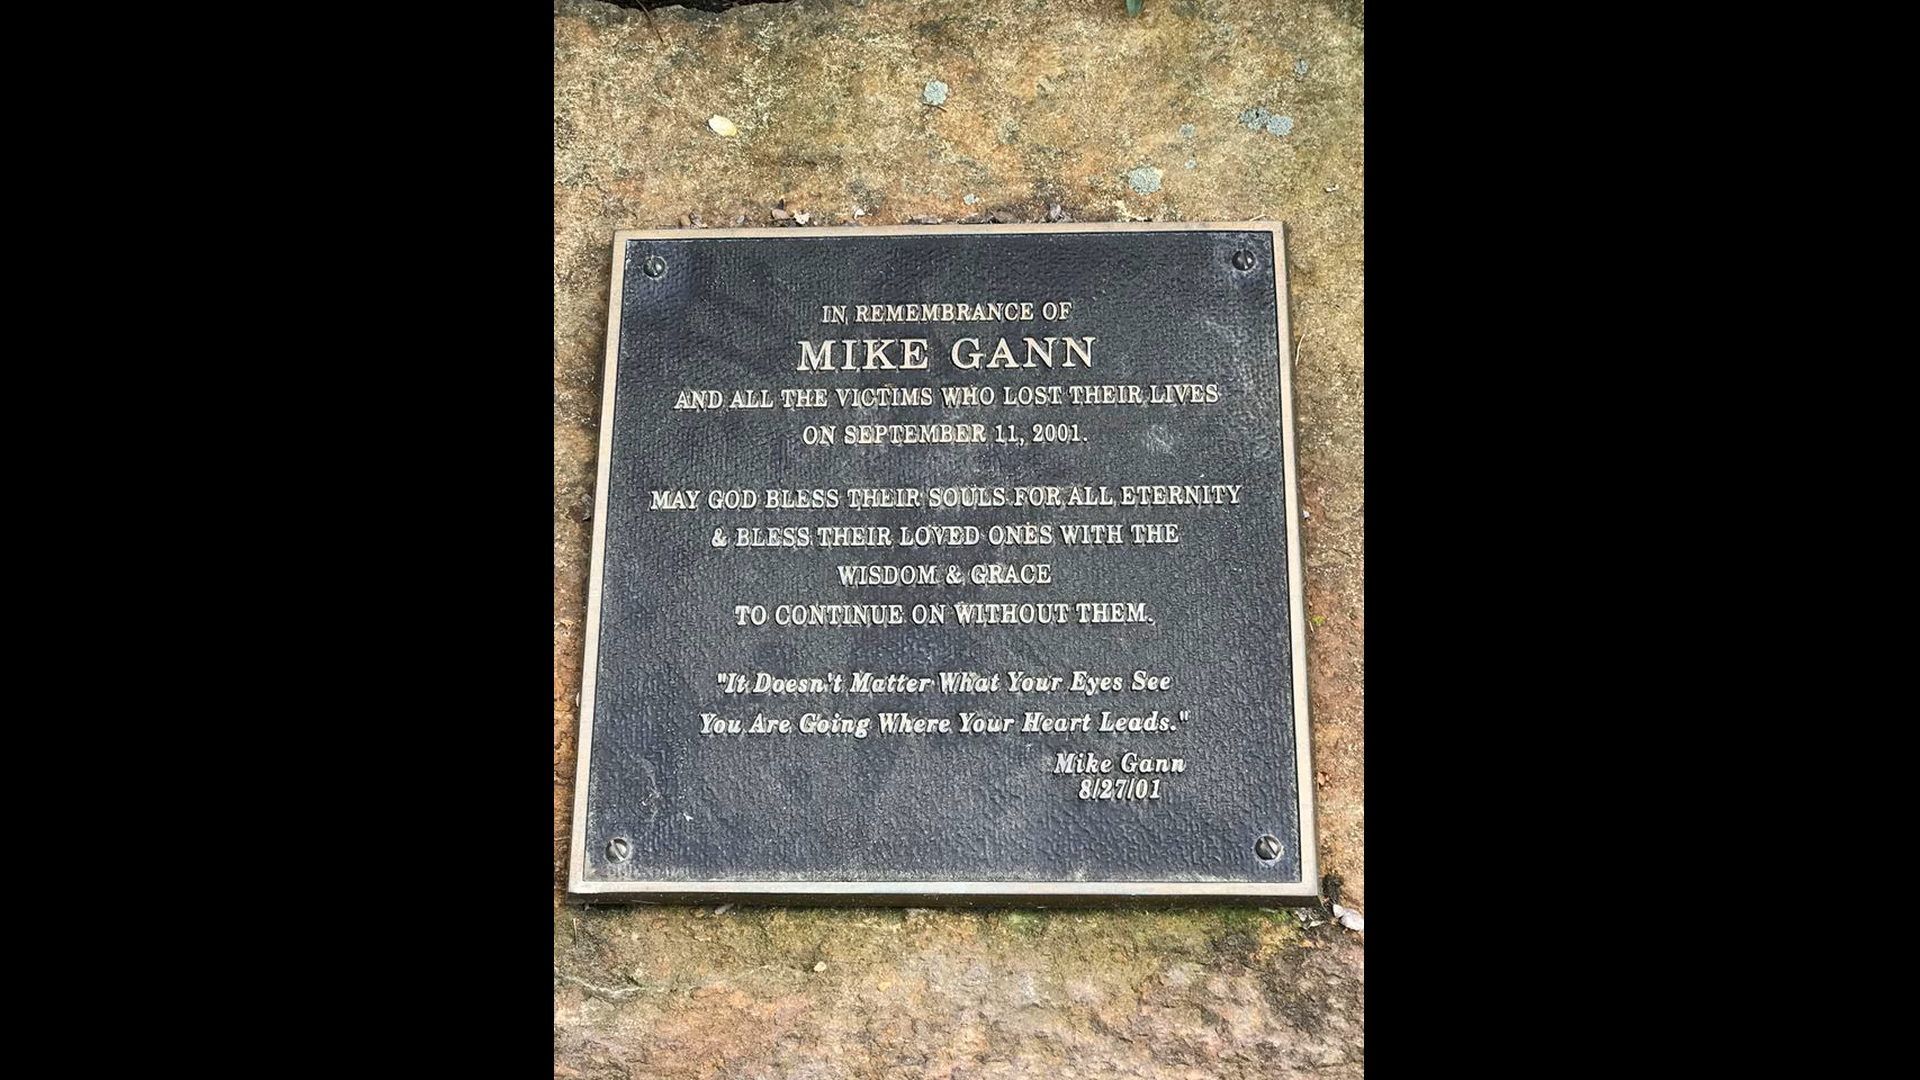 IN REMEMBRANCE OF
MIKE GANN
AND ALL THE VICTIMS WHO LOST THEIR LIVES
ON SEPTEMBER 11, 2001.
MAY GOD BLESS THEIR SOULS FOR ALL ETERNITY
& BLESS THEIR LOVED ONES WITH THE
WISDOM & GRACE
TO CONTINUE ON WITHOUT THEM.
"It Doesn't Matter What Your Eyes See
You Are Going Where Your Heart Leads."
Mike Gann
8/27/01